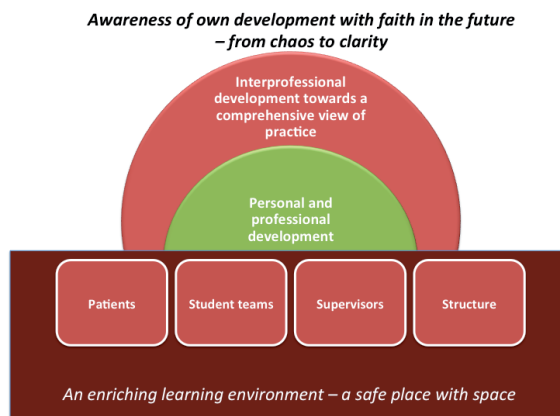 Awareness of own development with faith in the future
– from chaos to clarity
Interprofessional
development towards a
comprehensive view of
practice
Personal and
professional
development
Patients
Student teams
Supervisors
Structure
An enriching learning environment – a safe place with space